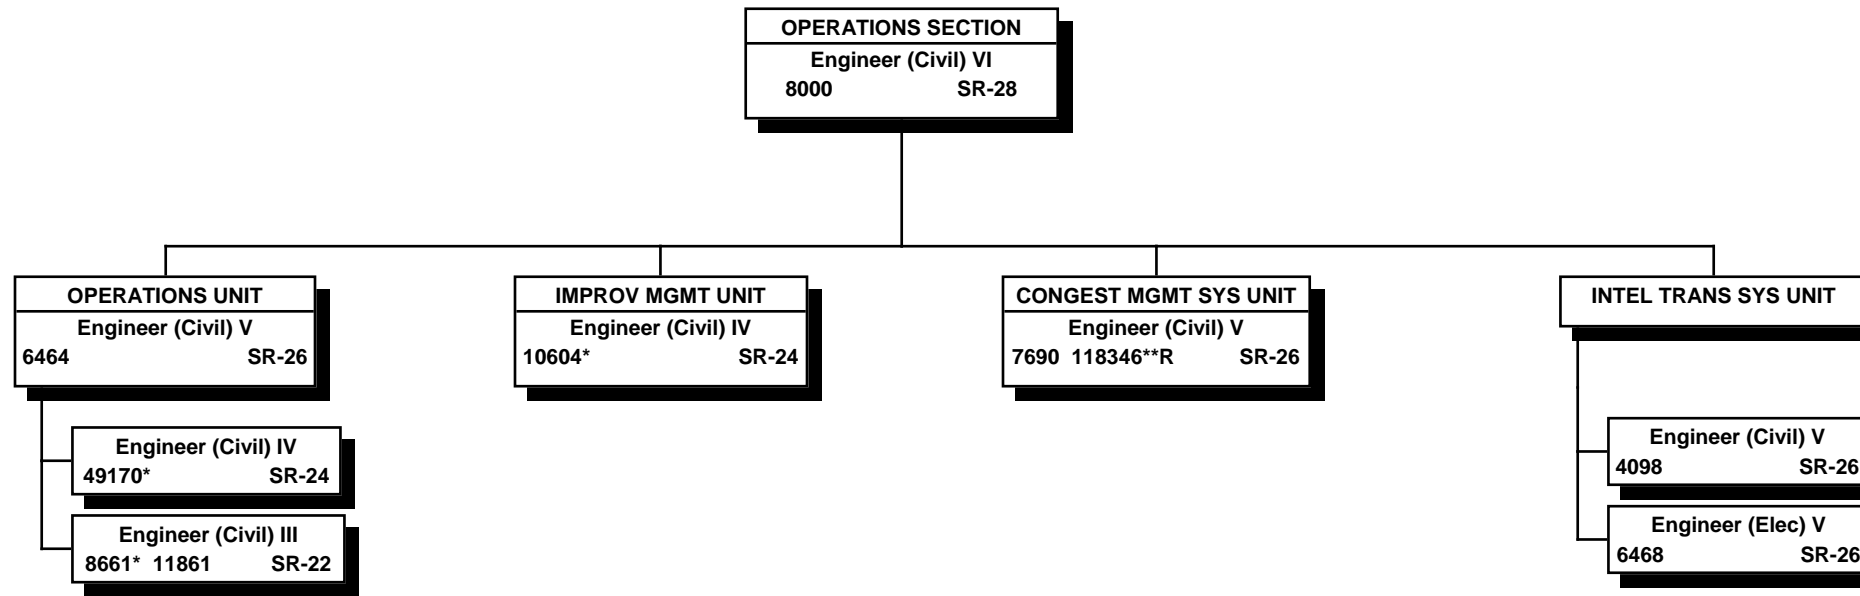 OPERATIONS SECTION
Engineer (Civil) VI
8000 SR-28
OPERATIONS UNIT
Engineer (Civil) V
6464 SR-26
Engineer (Civil) IV
49170* SR-24
Engineer (Civil) III
8661* 11861 SR-22
IMPROV MGMT UNIT
Engineer (Civil) IV
10604* SR-24
CONGEST MGMT SYS UNIT
Engineer (Civil) V
7690 118346**R SR-26
INTEL TRANS SYS UNIT
Engineer (Civil) V
4098 SR-26
Engineer (Elec) V
6468 SR-26